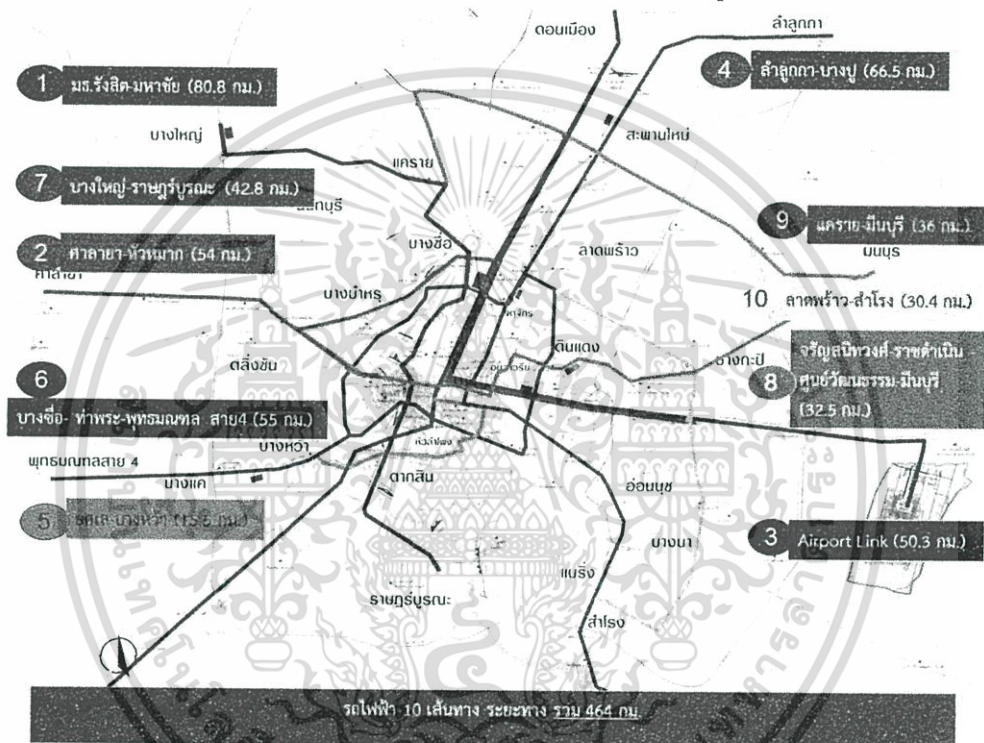 ดอนเมือง
ลำลูกกา
1 มธ.รังสิต-มหาชัย (80.8 กม.)
4 ลำลูกกา-บางปู (66.5 กม.)
บางใหญ่
สะพานใหม่
แคราย
7 บางใหญ่-ราษฎร์บูรณะ (42.8 กม.)
9 แคราย-มีนบุรี (36 กม.)
บางซื่อ
ลาดพร้าว
2 ศาลายา-หัวหมาก (54 กม.)
ศาลายา
บางบำหรุ
10 ลาดพร้าว-สำโรง (30.4 กม.)
ดินแดง
บางกะปิ
ตลิ่งชัน
8 จรัญสนิทวงศ์-ราชดำเนิน
ศูนย์วัฒนธรรม-มีนบุรี
(32.5 กม.)
6 บางซื่อ- ท่าพระ-พุทธมณฑล สาย4 (55 กม.)
บางหว้า
หัวลำโพง
พุทธมณฑลสาย 4
บางแค
ตากสิน
อ่อนนุช
5
บางนา
3 Airport Link (50.3 กม.)
แบริ่ง
ราษฎร์บูรณะ
สำโรง
รถไฟฟ้า 10 เส้นทาง ระยะทาง รวม 464 กม.